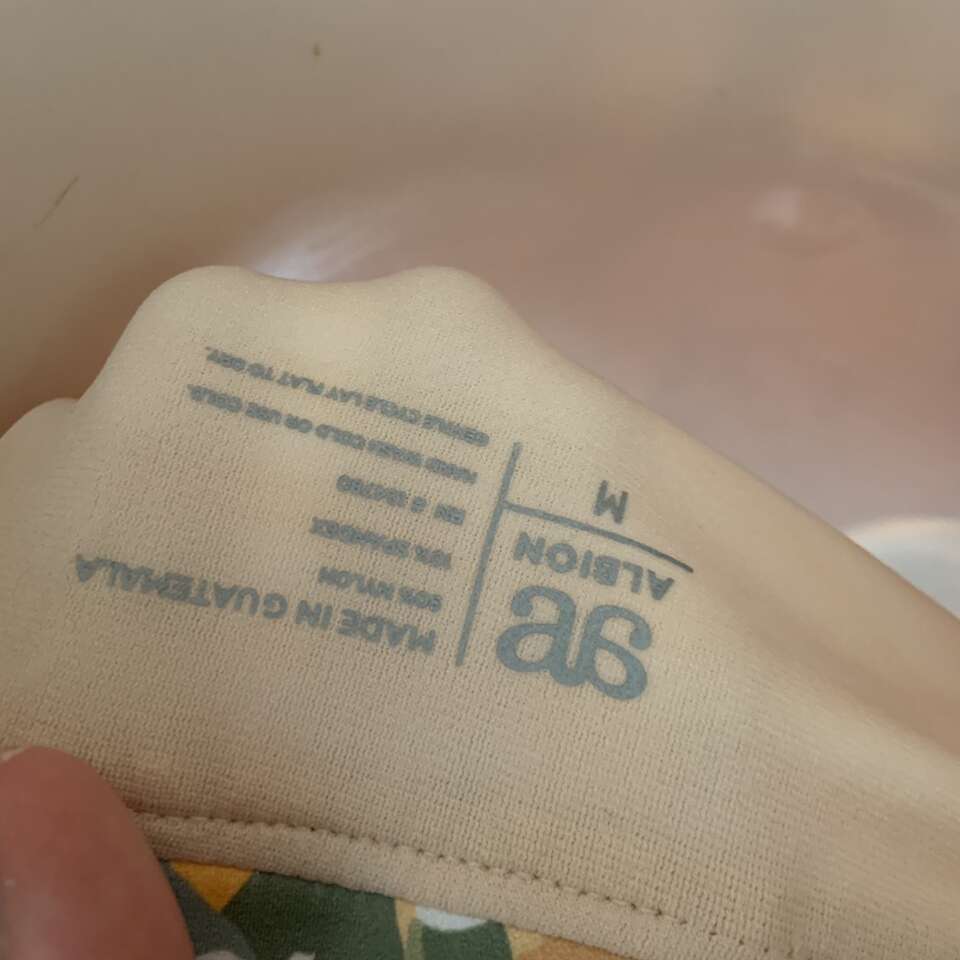 ALBION
M
MADE IN GUATEMALA
90% NYLON
10% SPANDEX
RN #
HAND WASH COLD OR USE COLD,
GENTLE CYCLE LAY FLAT TO DRY.